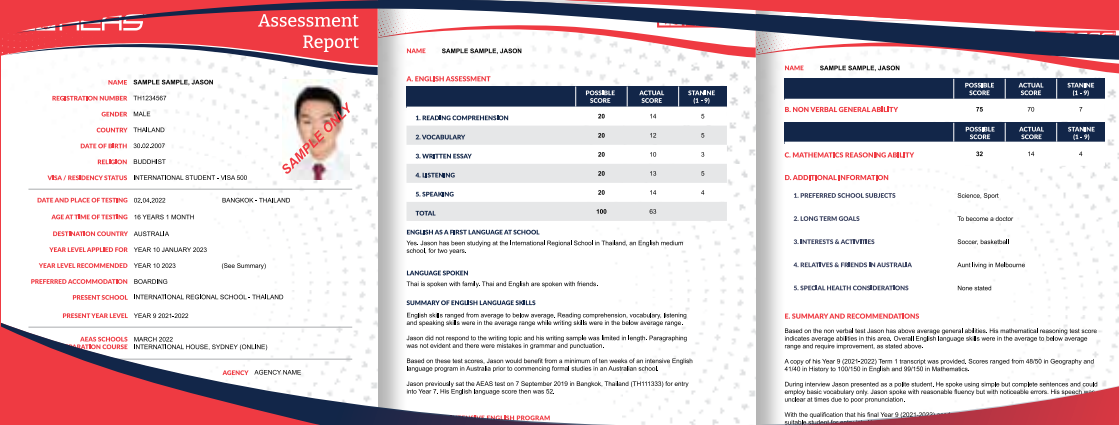 Assessment
Report
NAME SAMPLE SAMPLE, JASON
REGISTRATION NUMBER TH1234567
GENDER MALE
COUNTRY THAILAND
DATE OF BIRTH 30.02.2007
RELIGION BUDDHIST
VISA / RESIDENCY STATUS INTERNATIONAL STUDENT - VISA 500
SAMPLE ONLY
DATE AND PLACE OF TESTING 02.04.2022 BANGKOK - THAILAND
AGE AT TIME OF TESTING 16 YEARS 1 MONTH
DESTINATION COUNTRY AUSTRALIA
YEAR LEVEL APPLIED FOR YEAR 10 JANUARY 2023
YEAR LEVEL RECOMMENDED YEAR 10 2023 (See Summary)
PREFERRED ACCOMMODATION BOARDING
PRESENT SCHOOL INTERNATIONAL REGIONAL SCHOOL - THAILAND
PRESENT YEAR LEVEL YEAR 9 2021-2022
AEAS SCHOOLS MARCH 2022
COURSE INTERNATIONAL HOUSE, SYDNEY (ONLINE)
AGENCY AGENCY NAME
NAME SAMPLE SAMPLE, JASON
A. ENGLISH ASSESSMENT
POSSIBLE SCORE ACTUAL SCORE STANINE (1 - 9)
1. READING COMPREHENSION 20 14 5
2. VOCABULARY 20 12 5
3. WRITTEN ESSAY 20 10 3
4. LISTENING 20 13 5
5. SPEAKING 20 14 4
TOTAL 100 63
ENGLISH AS A FIRST LANGUAGE AT SCHOOL
Yes. Jason has been studying at the International Regional School in Thailand, an English medium
school, for two years.
LANGUAGE SPOKEN
Thai is spoken with family. Thai and English are spoken with friends.
SUMMARY OF ENGLISH LANGUAGE SKILLS
English skills ranged from average to below average, Reading comprehension, vocabulary, listening
and speaking skills were in the average range while writing skills were in the below average range.
Jason did not respond to the writing topic and his writing sample was limited in length. Paragraphing
was not evident and there were mistakes in grammar and punctuation.
Based on these test scores, Jason would benefit from a minimum of ten weeks of an intensive English
language program in Australia prior to commencing formal studies in an Australian school.
Jason previously sat the AEAS test on 7 September 2019 in Bangkok, Thailand (TH111333) for entry
into Year 7. His English language score then was 52.
ENGLISH PROGRAM
NAME SAMPLE SAMPLE, JASON
POSSIBLE SCORE ACTUAL SCORE STANINE (1 - 9)
B. NON VERBAL GENERAL ABILITY 75 70 7
POSSIBLE SCORE ACTUAL SCORE STANINE (1 - 9)
C. MATHEMATICS REASONING ABILITY 32 14 4
D. ADDITIONAL INFORMATION
1. PREFERRED SCHOOL SUBJECTS Science, Sport
2. LONG TERM GOALS To become a doctor
3. INTERESTS & ACTIVITIES Soccer, basketball
4. RELATIVES & FRIENDS IN AUSTRALIA Aunt living in Melbourne
5. SPECIAL HEALTH CONSIDERATIONS None stated
E. SUMMARY AND RECOMMENDATIONS
Based on the non verbal test Jason has above average general abilities. His mathematical reasoning test score
indicates average abilities in this area. Overall English language skills were in the average to below average
range and require improvement, as stated above.
A copy of his Year 9 (2021-2022) Term 1 transcript was provided. Scores ranged from 48/50 in Geography and
41/40 in History to 100/150 in English and 99/150 in Mathematics.
During interview Jason presented as a polite student. He spoke using simple but complete sentences and could
employ basic vocabulary only. Jason spoke with reasonable fluency but with noticeable errors. His speech was
unclear at times due to poor pronunciation.
With the qualification that his final Year 9 (2021-2022)
suitable student for